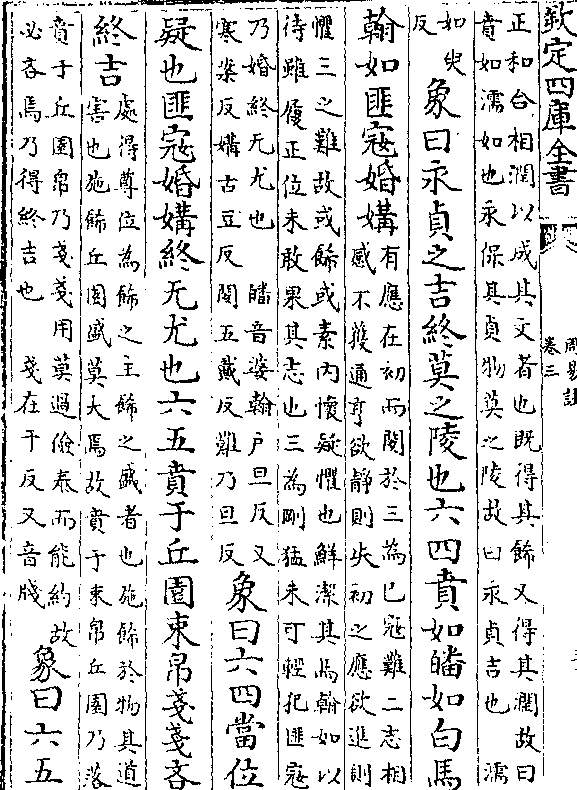 欽定四庫全書
周易註
卷三
正和合相潤以成其文者也既得其飾又得其潤故曰
賁如濡如也永保其貞物莫之陵故曰永貞吉也 濡
如臾
反
象曰永貞之吉終莫之陵也六四賁如皤如白馬
翰如匪寇婚媾
有應在初而閡於三為已寇難二志相
感不獲通亨欲靜則失初之應欲進則
懼三之難故或飾或素内懷疑懼也鮮潔其馬翰如以
待雖履正位未敢果其志也三為剛猛未可輕犯匪寇
乃婚終无尤也 皤音婆翰户旦反又
寒案反媾古豆反閡五戴反難乃旦反
象曰六四當位
疑也匪寇婚媾終无尤也六五賁于丘園束帛戔戔吝
終吉
處得尊位為飾之主飾之盛者也施飾於物其道
害也施飾丘園盛莫大焉故賁于束帛丘園乃落
賁于丘園帛乃戔戔用莫過儉泰而能約故
必吝焉乃得終吉也 戔在千反又音牋
象曰六五